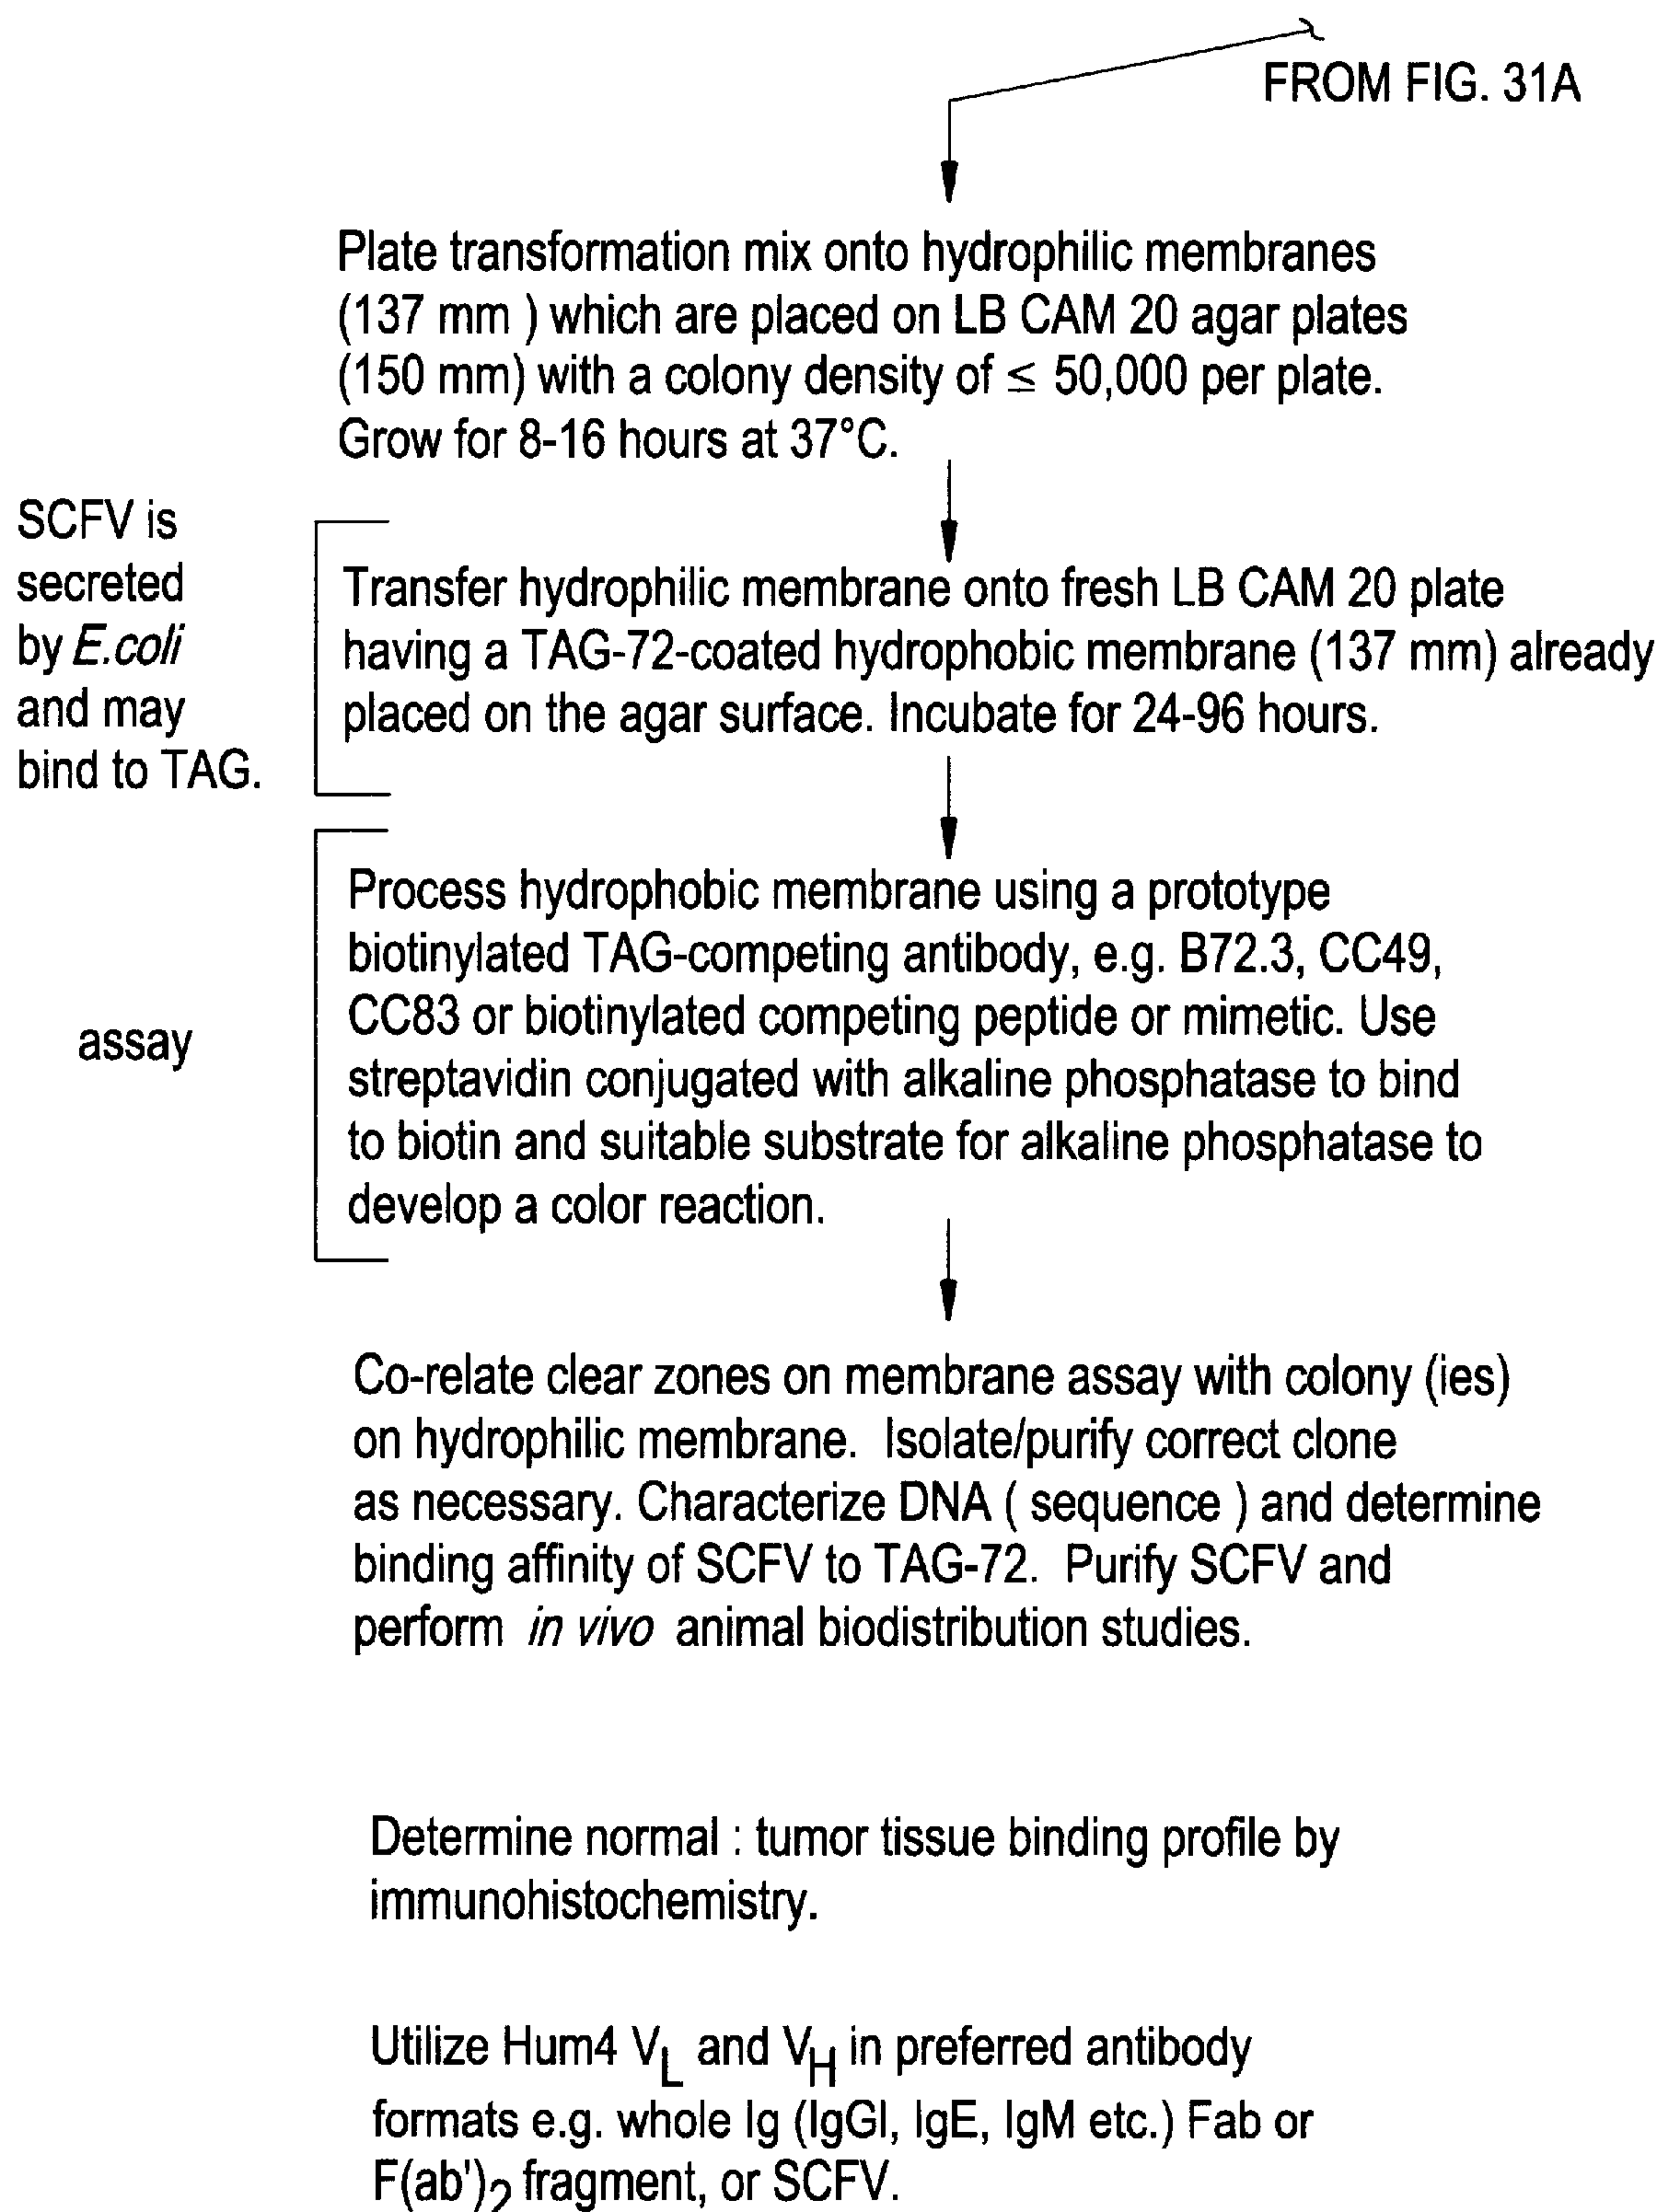 FROM FIG. 31A
Plate transformation mix onto hydrophilic membranes
(137 mm ) which are placed on LB CAM 20 agar plates
(150 mm) with a colony density of ≤ 50,000 per plate.
Grow for 8-16 hours at 37°C.
SCFV is
secreted
by E.coli
and may
bind to TAG.
Transfer hydrophilic membrane onto fresh LB CAM 20 plate
having a TAG-72-coated hydrophobic membrane (137 mm) already
placed on the agar surface. Incubate for 24-96 hours.
assay
Process hydrophobic membrane using a prototype
biotinylated TAG-competing antibody, e.g. B72.3, CC49,
CC83 or biotinylated competing peptide or mimetic. Use
streptavidin conjugated with alkaline phosphatase to bind
to biotin and suitable substrate for alkaline phosphatase to
develop a color reaction.
Co-relate clear zones on membrane assay with colony (ies)
on hydrophilic membrane. Isolate/purify correct clone
as necessary. Characterize DNA ( sequence ) and determine
binding affinity of SCFV to TAG-72. Purify SCFV and
perform in vivo animal biodistribution studies.
Determine normal : tumor tissue binding profile by
immunohistochemistry.
Utilize Hum4 VL and VH in preferred antibody
formats e.g. whole Ig (IgGI, IgE, IgM etc.) Fab or
F(ab')2 fragment, or SCFV.